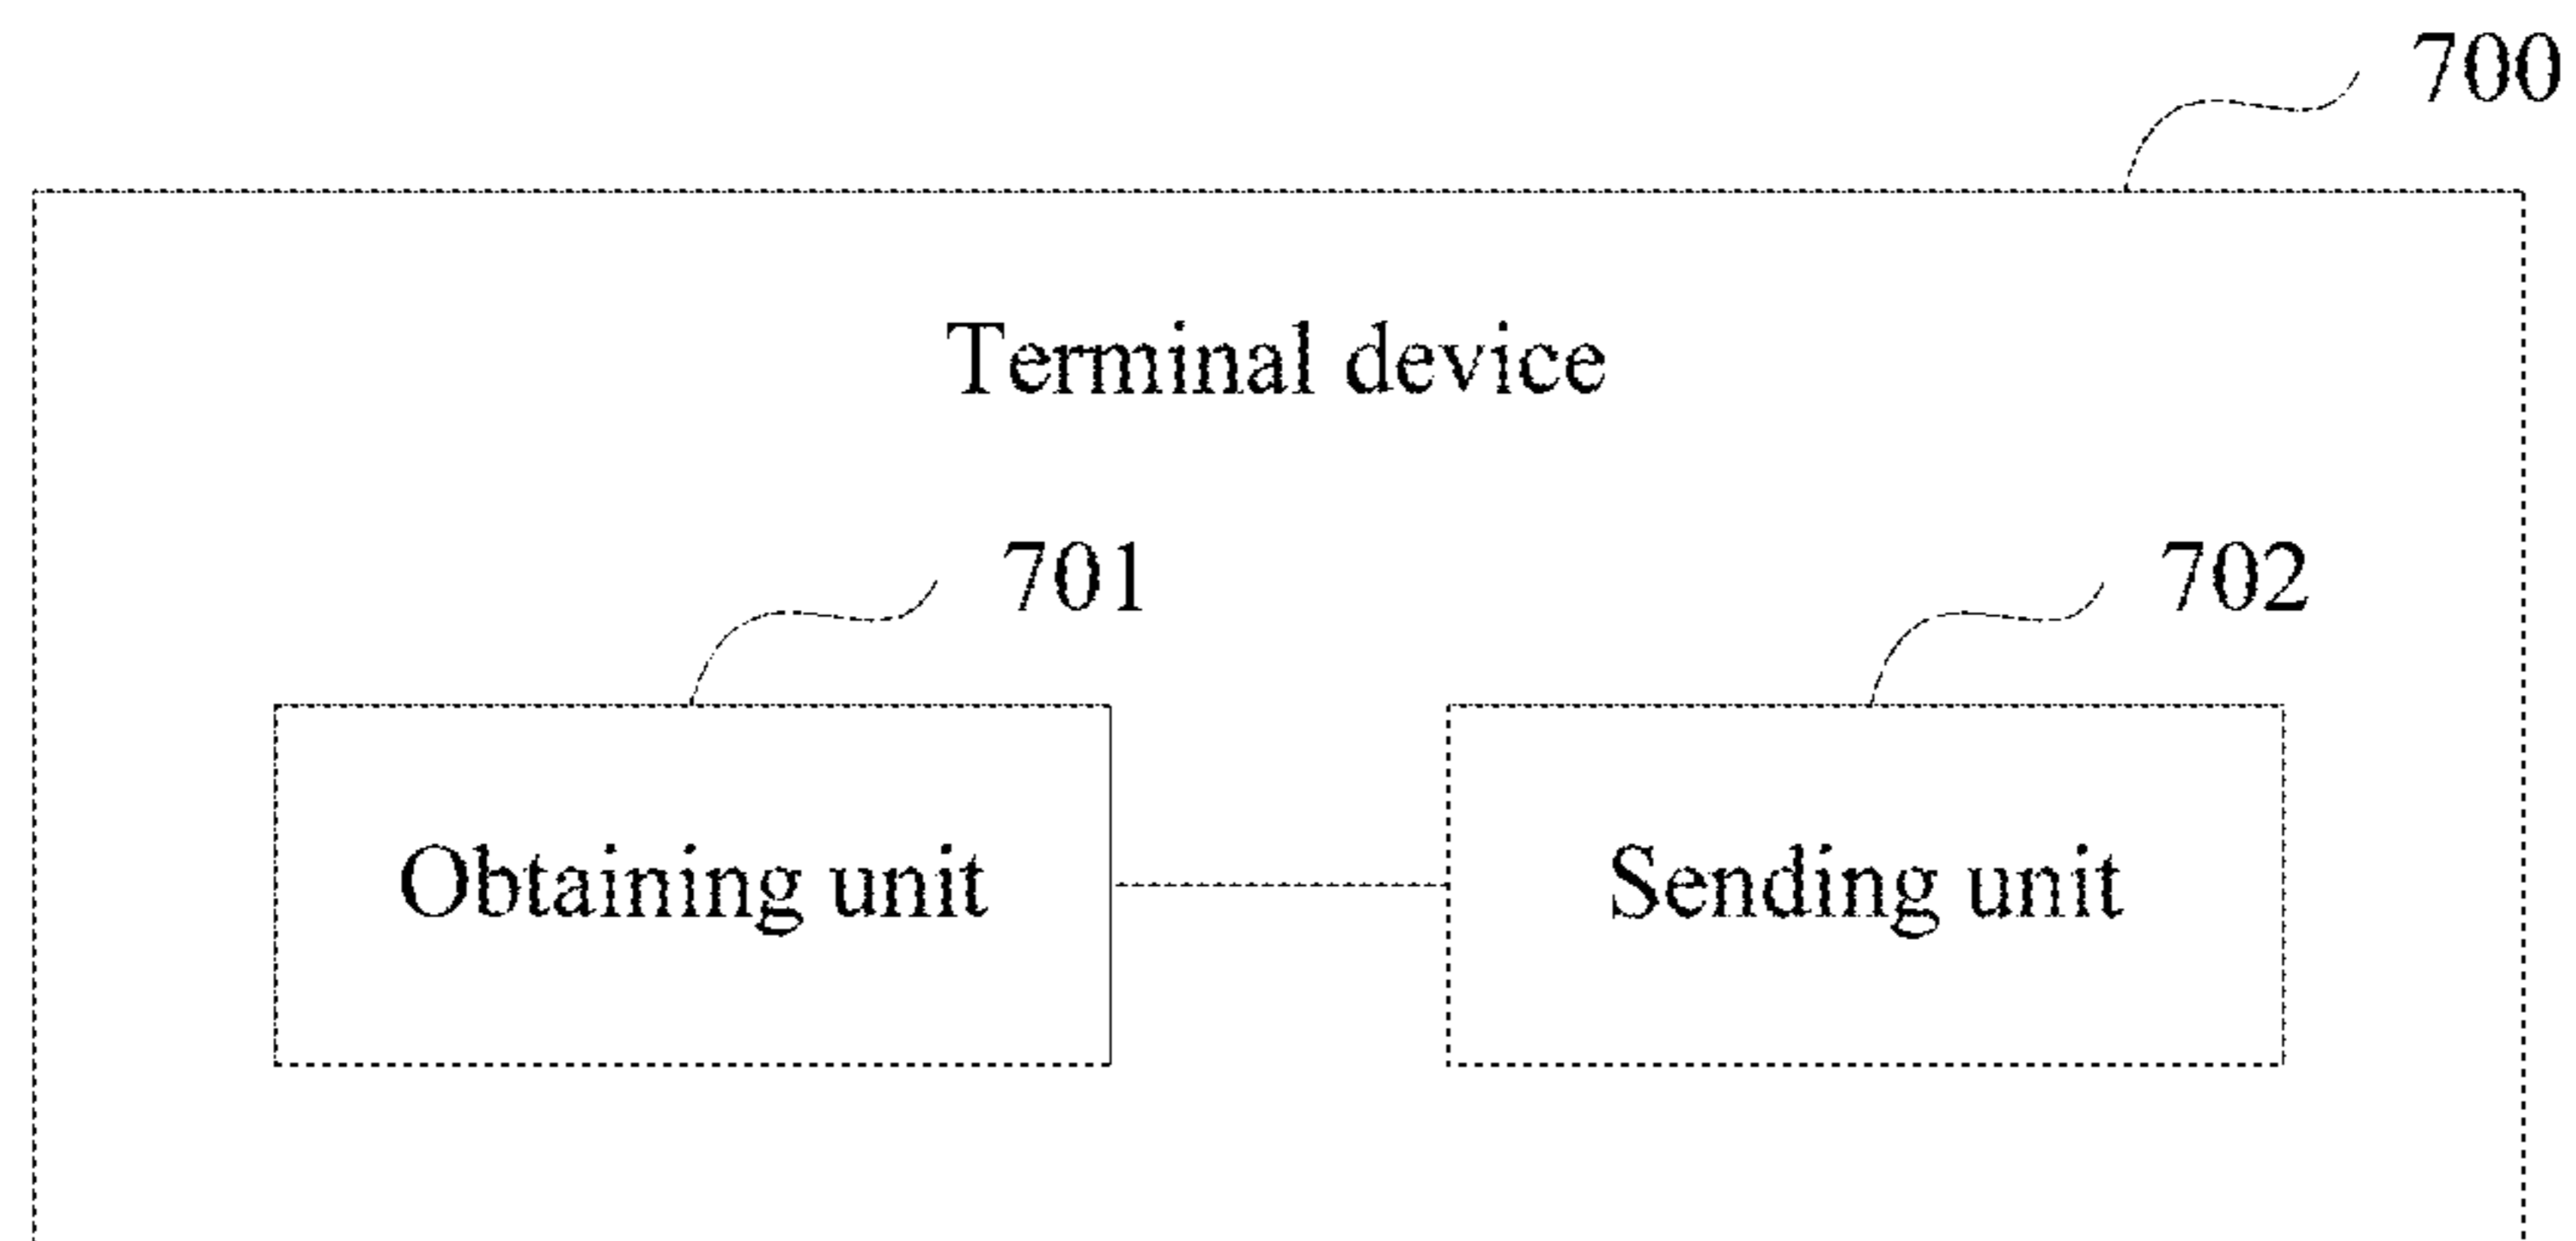 700
Terminal device
701
702
Obtaining unit
Sending unit